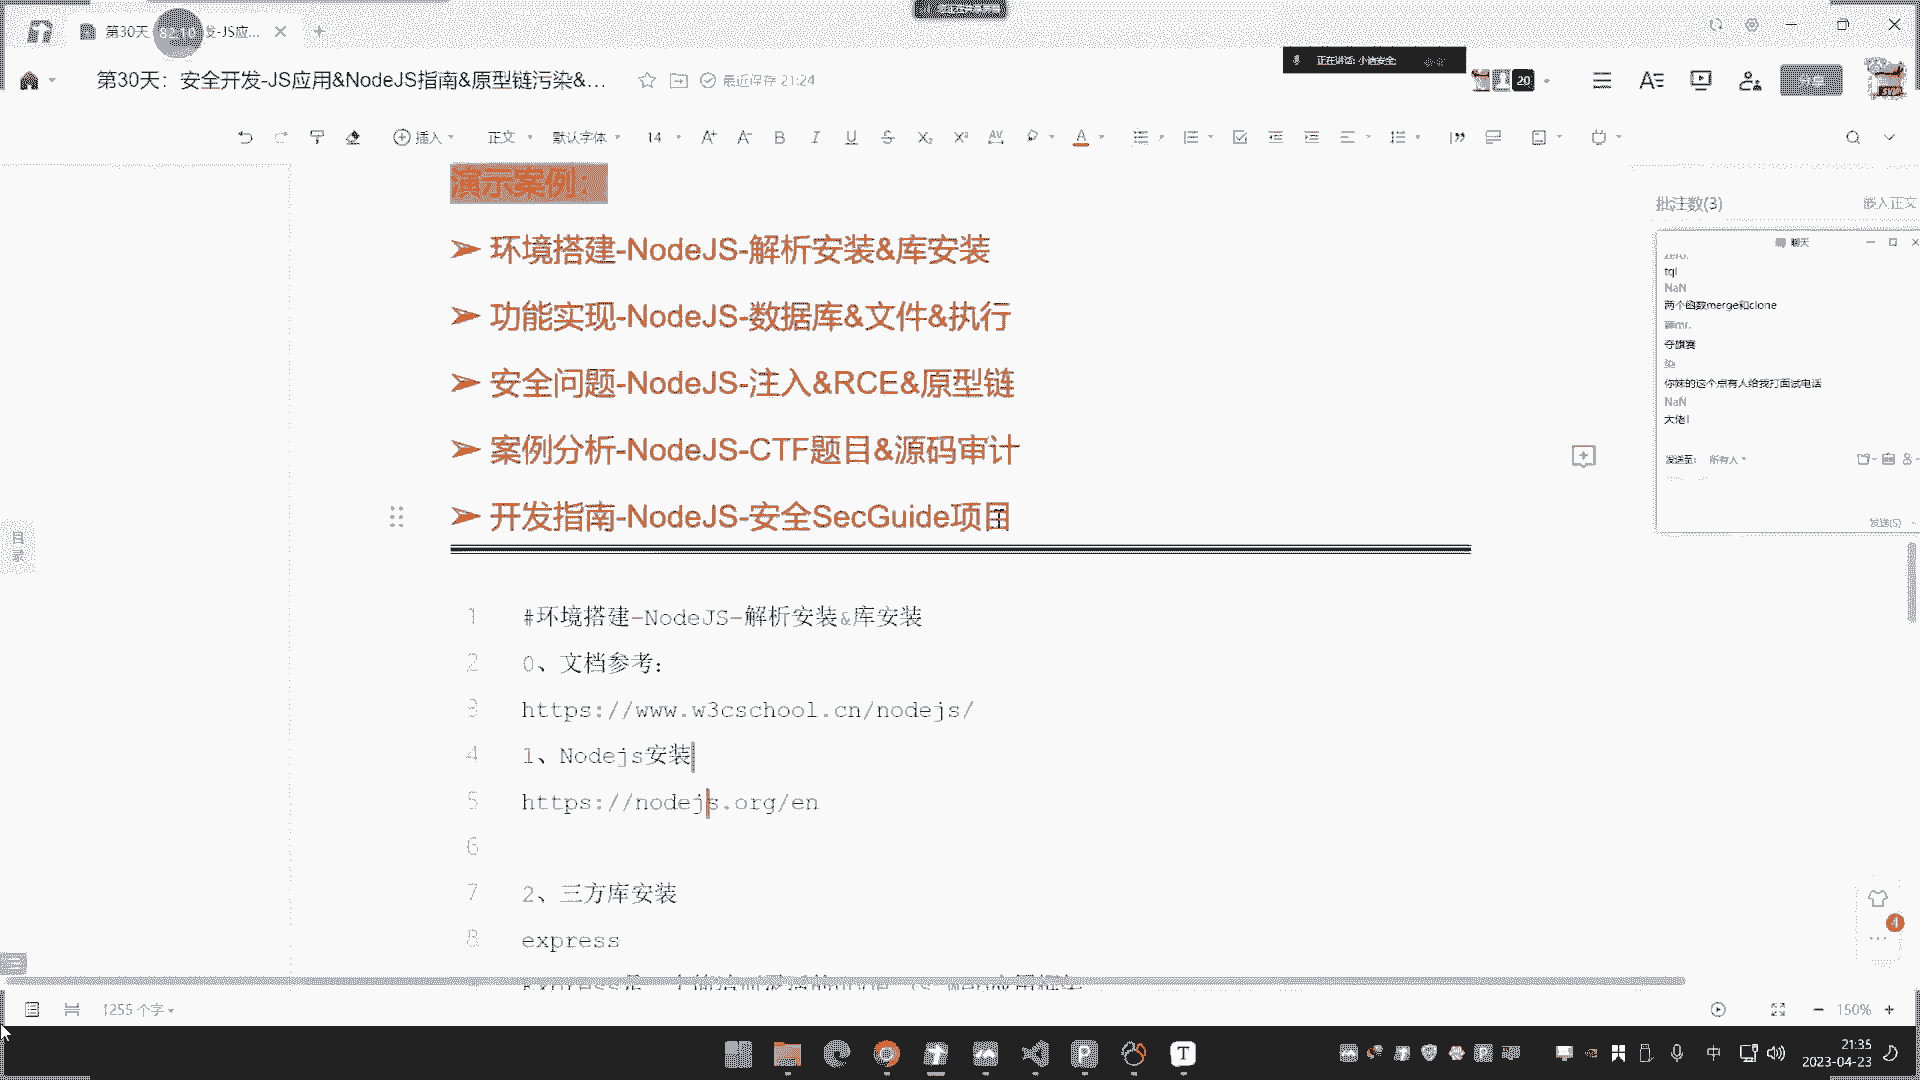 第30天
发-JS应...
82:10
第30天：安全开发-JS应用&NodeJS指南&原型链污染&...
最近保存 21:24
正在讲话: 小迪安全;
20
分享
插入
正文
默认字体
14
演示案例：
➢ 环境搭建-NodeJS-解析安装&库安装
➢ 功能实现-NodeJS-数据库&文件&执行
➢ 安全问题-NodeJS-注入&RCE&原型链
➢ 案例分析-NodeJS-CTF题目&源码审计
➢ 开发指南-NodeJS-安全SecGuide项目
1 #环境搭建-NodeJS-解析安装&库安装
2 0、文档参考：
3 https://www.w3cschool.cn/nodejs/
4 1、Nodejs安装
5 https://nodejs.org/en
6
7 2、三方库安装
8 express
批注数(3)
嵌入正文
聊天
zero.
tql
NaN
两个函数merge和clone
夺旗赛
你妹的这个点有人给我打面试电话
NaN
大佬!
发送至: 所有人
发送(S)
目录
4
1255 个字
150%
中
21:35
2023-04-23